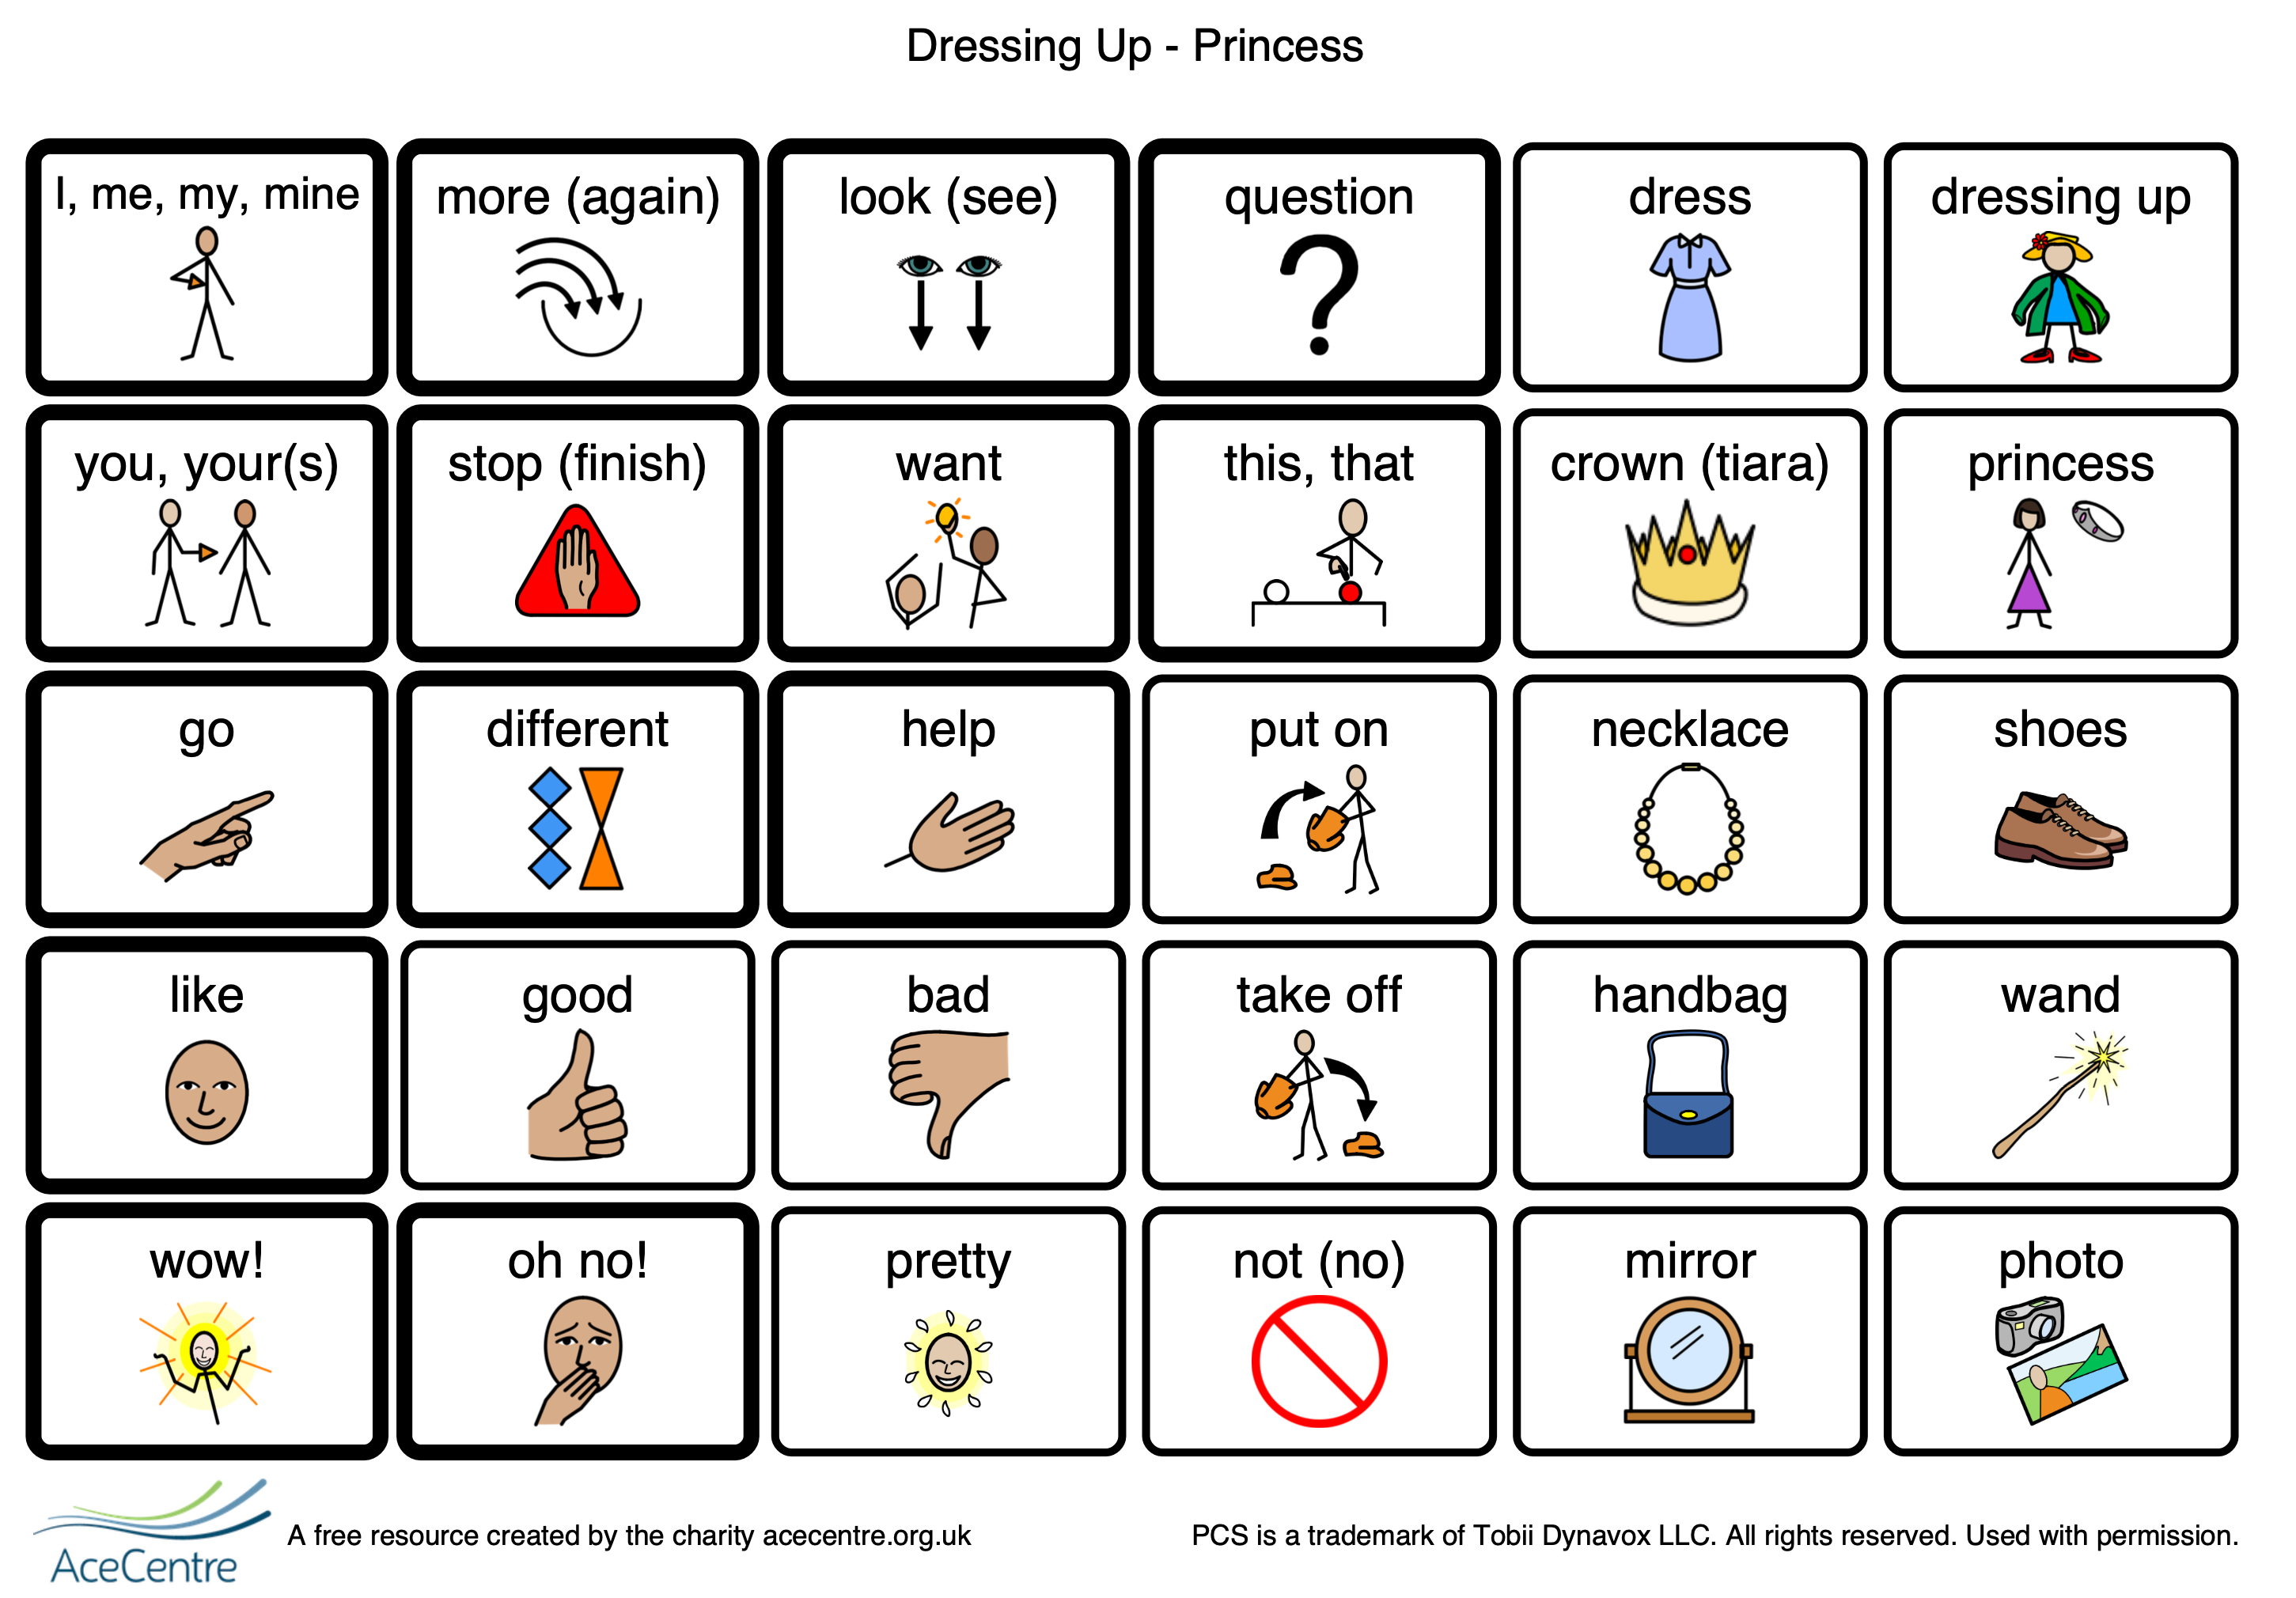 Dressing Up - Princess
I, me, my, mine
more (again)
look (see)
question
dress
dressing up
you, your(s)
stop (finish)
want
this, that
crown (tiara)
princess
go
different
help
put on
necklace
shoes
like
good
bad
take off
handbag
wand
wow!
oh no!
pretty
not (no)
mirror
photo
AceCentre
A free resource created by the charity acecentre.org.uk
PCS is a trademark of Tobii Dynavox LLC. All rights reserved. Used with permission.